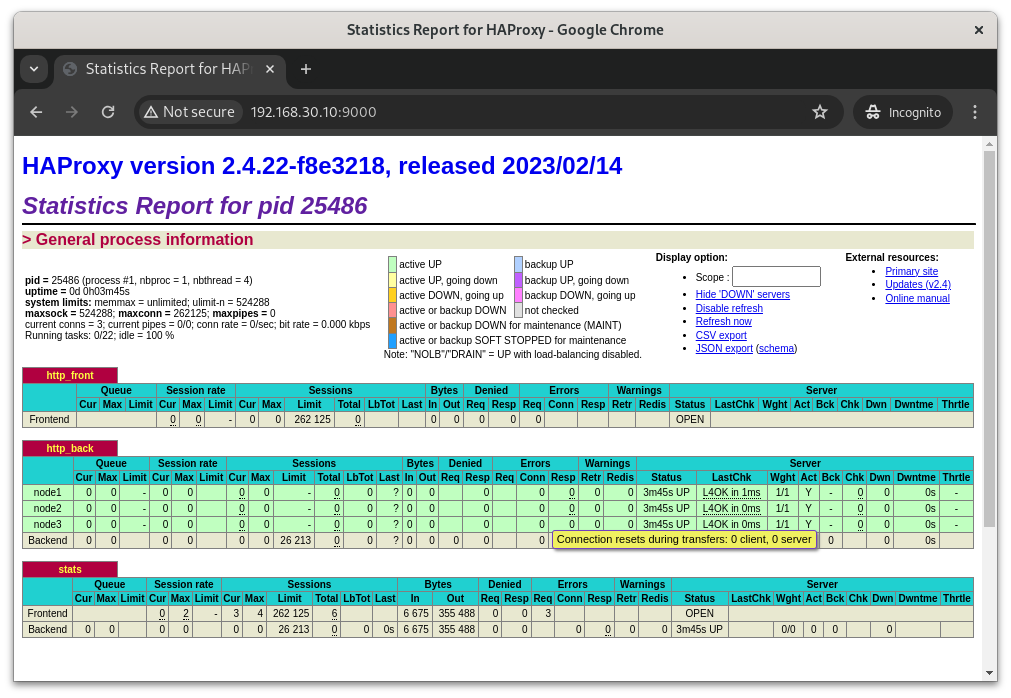 Statistics Report for HAProxy - Google Chrome
Statistics Report for HAP
Not secure 192.168.30.10:9000 Incognito
HAProxy version 2.4.22-f8e3218, released 2023/02/14
Statistics Report for pid 25486
> General process information
pid = 25486 (process #1, nbproc = 1, nbthread = 4)
uptime = 0d 0h03m45s
system limits: memmax = unlimited; ulimit-n = 524288
maxsock = 524288; maxconn = 262125; maxpipes = 0
current conns = 3; current pipes = 0/0; conn rate = 0/sec; bit rate = 0.000 kbps
Running tasks: 0/22; idle = 100 %
active UP backup UP
active UP, going down backup UP, going down
active DOWN, going up backup DOWN, going up
active or backup DOWN not checked
active or backup DOWN for maintenance (MAINT)
active or backup SOFT STOPPED for maintenance
Note: "NOLB"/"DRAIN" = UP with load-balancing disabled.
Display option:
Scope :
Hide 'DOWN' servers
Disable refresh
Refresh now
CSV export
JSON export (schema)
External resources:
Primary site
Updates (v2.4)
Online manual
http_front
Queue Session rate Sessions Bytes Denied Errors Warnings Server
Cur Max Limit Cur Max Limit Cur Max Limit Total LbTot Last In Out Req Resp Req Conn Resp Retr Redis Status LastChk Wght Act Bck Chk Dwn Dwntme Thrtle
Frontend 0 0 - 0 0 262 125 0 0 0 0 0 0 OPEN
http_back
Queue Session rate Sessions Bytes Denied Errors Warnings Server
Cur Max Limit Cur Max Limit Cur Max Limit Total LbTot Last In Out Req Resp Req Conn Resp Retr Redis Status LastChk Wght Act Bck Chk Dwn Dwntme Thrtle
node1 0 0 - 0 0 0 0 - 0 0 ? 0 0 0 0 0 0 0 3m45s UP L4OK in 1ms 1/1 Y - 0 0 0s -
node2 0 0 - 0 0 0 0 - 0 0 ? 0 0 0 0 0 0 0 3m45s UP L4OK in 0ms 1/1 Y - 0 0 0s -
node3 0 0 - 0 0 0 0 - 0 0 ? 0 0 0 0 0 0 0 3m45s UP L4OK in 0ms 1/1 Y - 0 0 0s -
Backend 0 0 0 0 0 0 26 213 0 0 ? 0 0 0 0 0 0 0 0s
Connection resets during transfers: 0 client, 0 server
stats
Queue Session rate Sessions Bytes Denied Errors Warnings Server
Cur Max Limit Cur Max Limit Cur Max Limit Total LbTot Last In Out Req Resp Req Conn Resp Retr Redis Status LastChk Wght Act Bck Chk Dwn Dwntme Thrtle
Frontend 0 2 - 3 4 262 125 6 6 675 355 488 0 0 3 OPEN
Backend 0 0 0 0 0 0 26 213 0 0 0s 6 675 355 488 0 0 0 0 0 0 3m45s UP 0/0 0 0 0